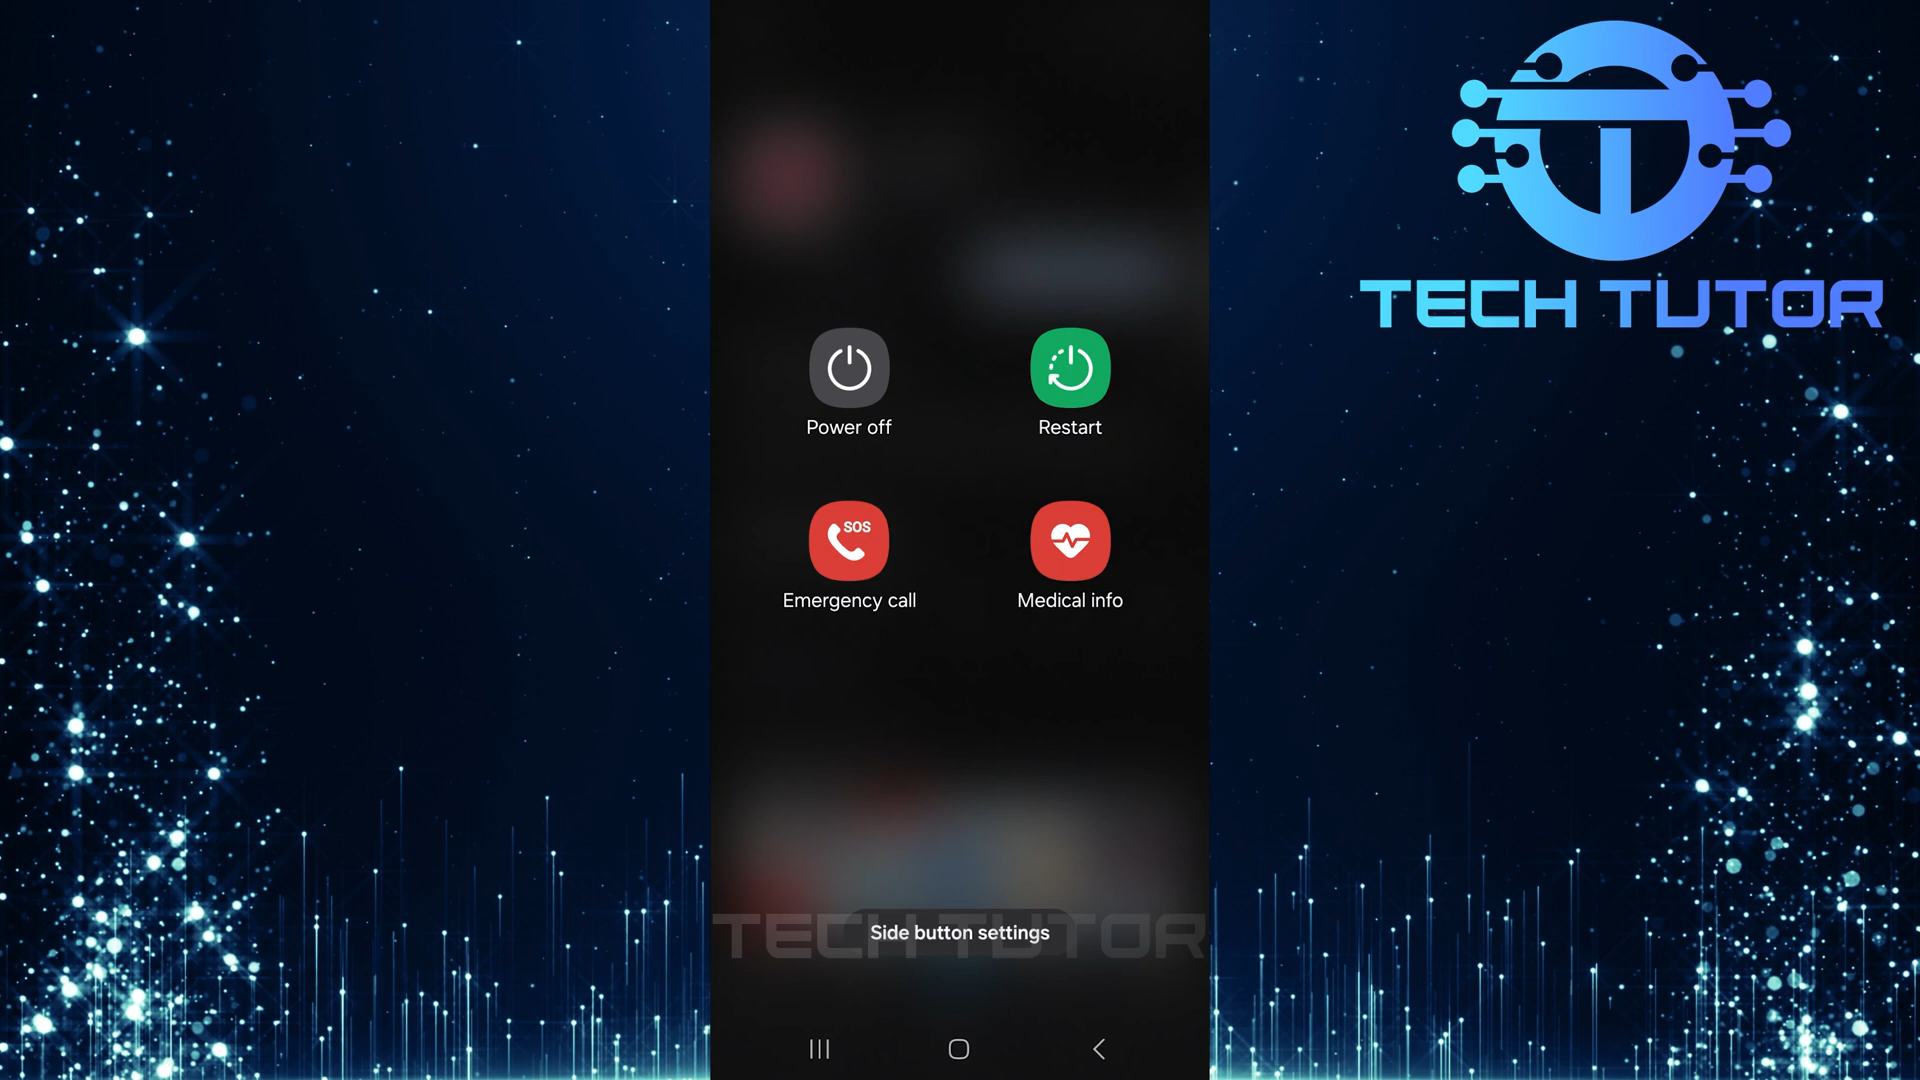 TECH TUTOR
Power off
Restart
SOS
Emergency call
Medical info
TECH TUTOR
Side button settings